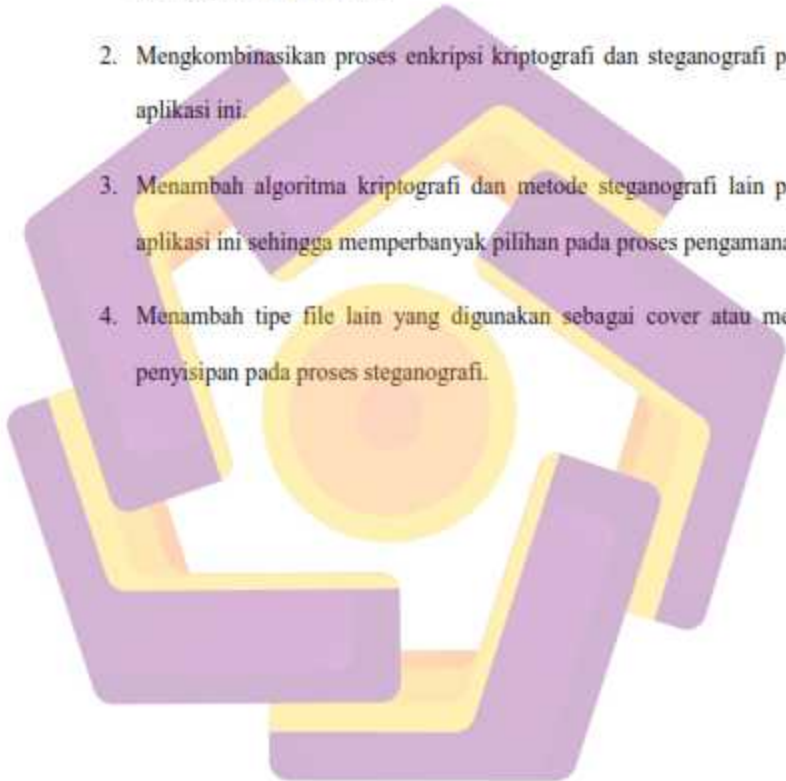 2. Mengkombinasikan proses enkripsi kriptografi dan steganografi
aplikasi ini.
3. Menambah algoritma kriptografi dan metode steganografi lain
aplikasi ini sehingga memperbanyak pilihan pada proses
4. Menambah tipe file lain yang digunakan sebagai cover atau
penyisipan pada proses steganografi.